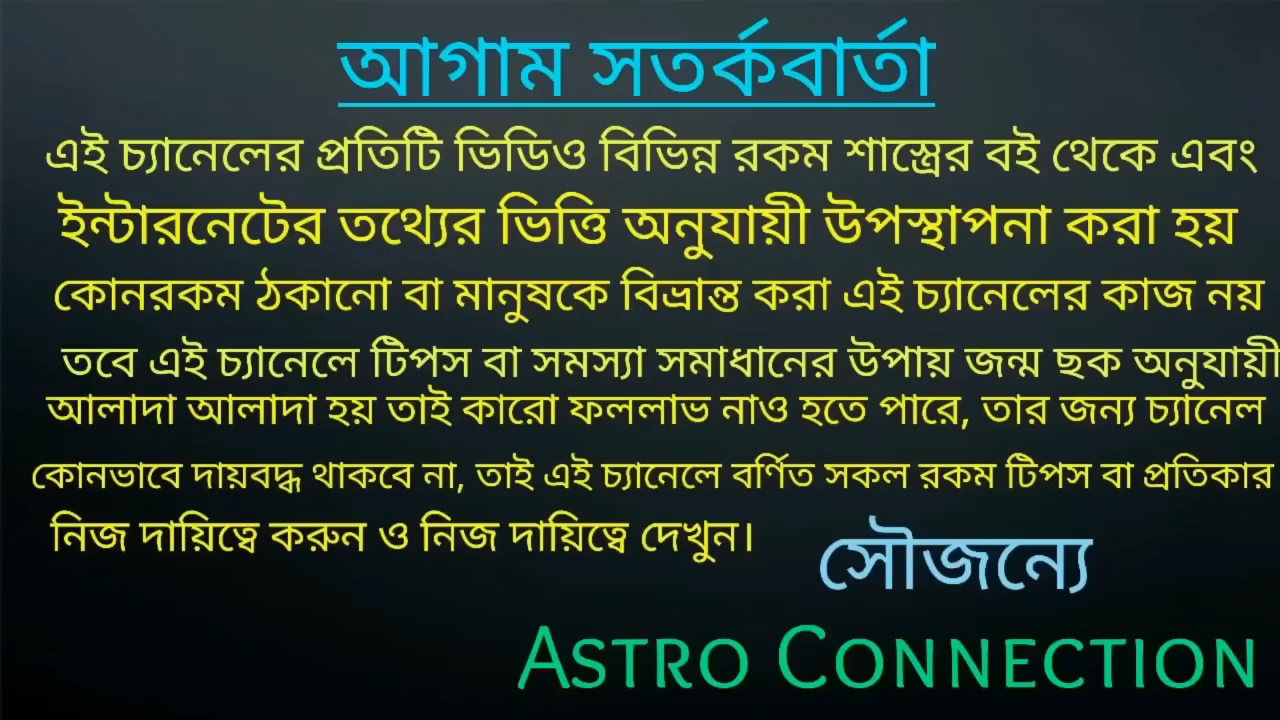 আগাম সতর্কবার্তা
এই চ্যানেলের প্রতিটি ভিডিও বিভিন্ন রকম শাস্ত্রের বই থেকে এবং
ইন্টারনেটের তথ্যের ভিত্তি অনুযায়ী উপস্থাপনা করা হয়
কোনরকম ঠকানো বা মানুষকে বিভ্রান্ত করা এই চ্যানেলের কাজ নয়
তবে এই চ্যানেলে টিপস বা সমস্যা সমাধানের উপায় জন্ম ছক অনুযায়ী
আলাদা আলাদা হয় তাই কারো ফললাভ নাও হতে পারে, তার জন্য চ্যানেল
কোনভাবে দায়বদ্ধ থাকবে না, তাই এই চ্যানেলে বর্ণিত সকল রকম টিপস বা প্রতিকার
নিজ দায়িত্বে করুন ও নিজ দায়িত্বে দেখুন।
সৌজন্যে
ASTRO CONNECTION